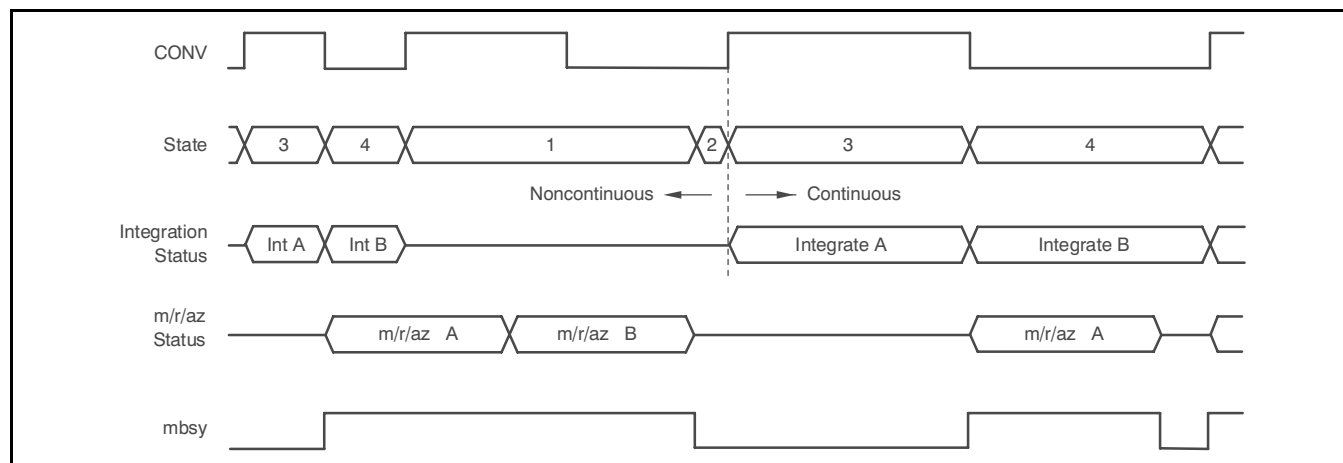 CONV
State
3
4
1
2
3
4
Noncontinuous
Continuous
Integration
Status
Int A
Int B
Integrate A
Integrate B
m/r/az
Status
m/r/az A
m/r/az B
m/r/az A
mbsy